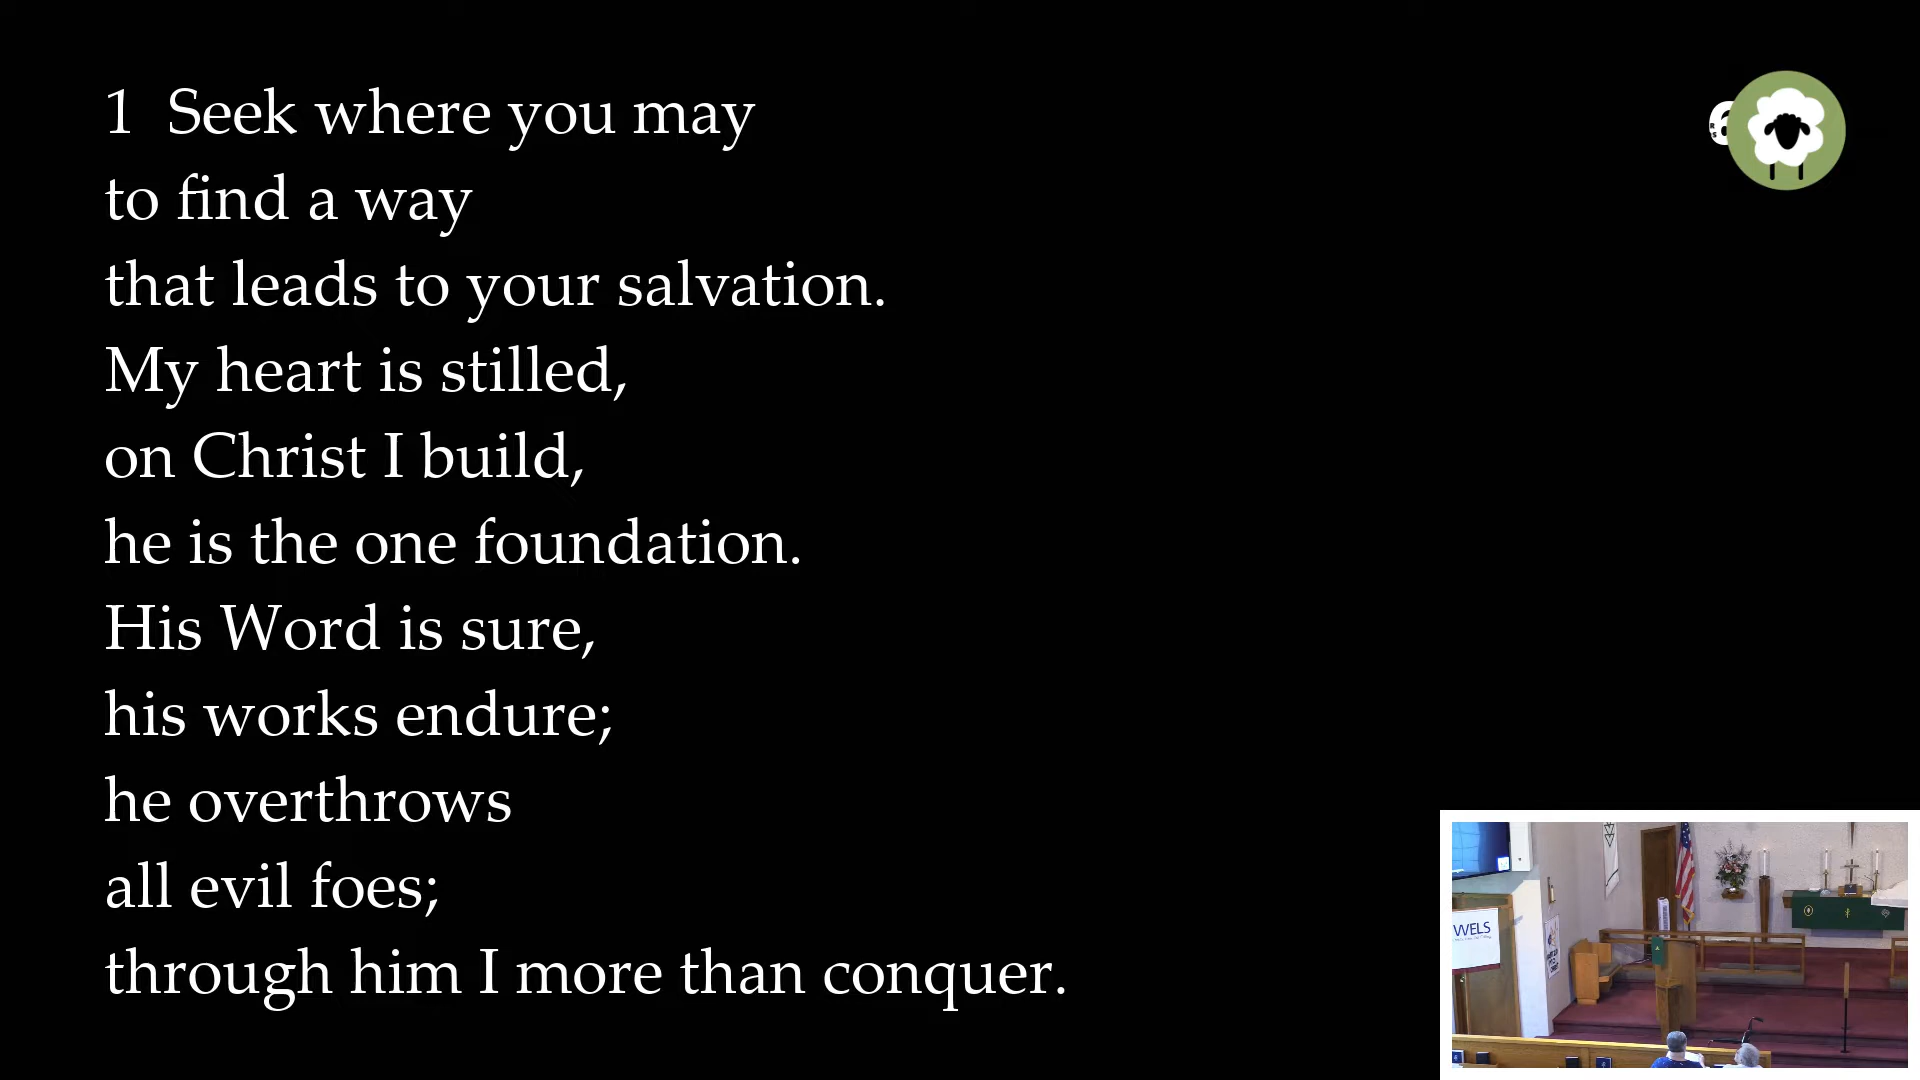 1 Seek where you may
to find a way
that leads to your salvation.
My heart is stilled,
on Christ I build,
he is the one foundation.
His Word is sure,
his works endure;
he overthrows
all evil foes;
through him I more than conquer.
6
WELS